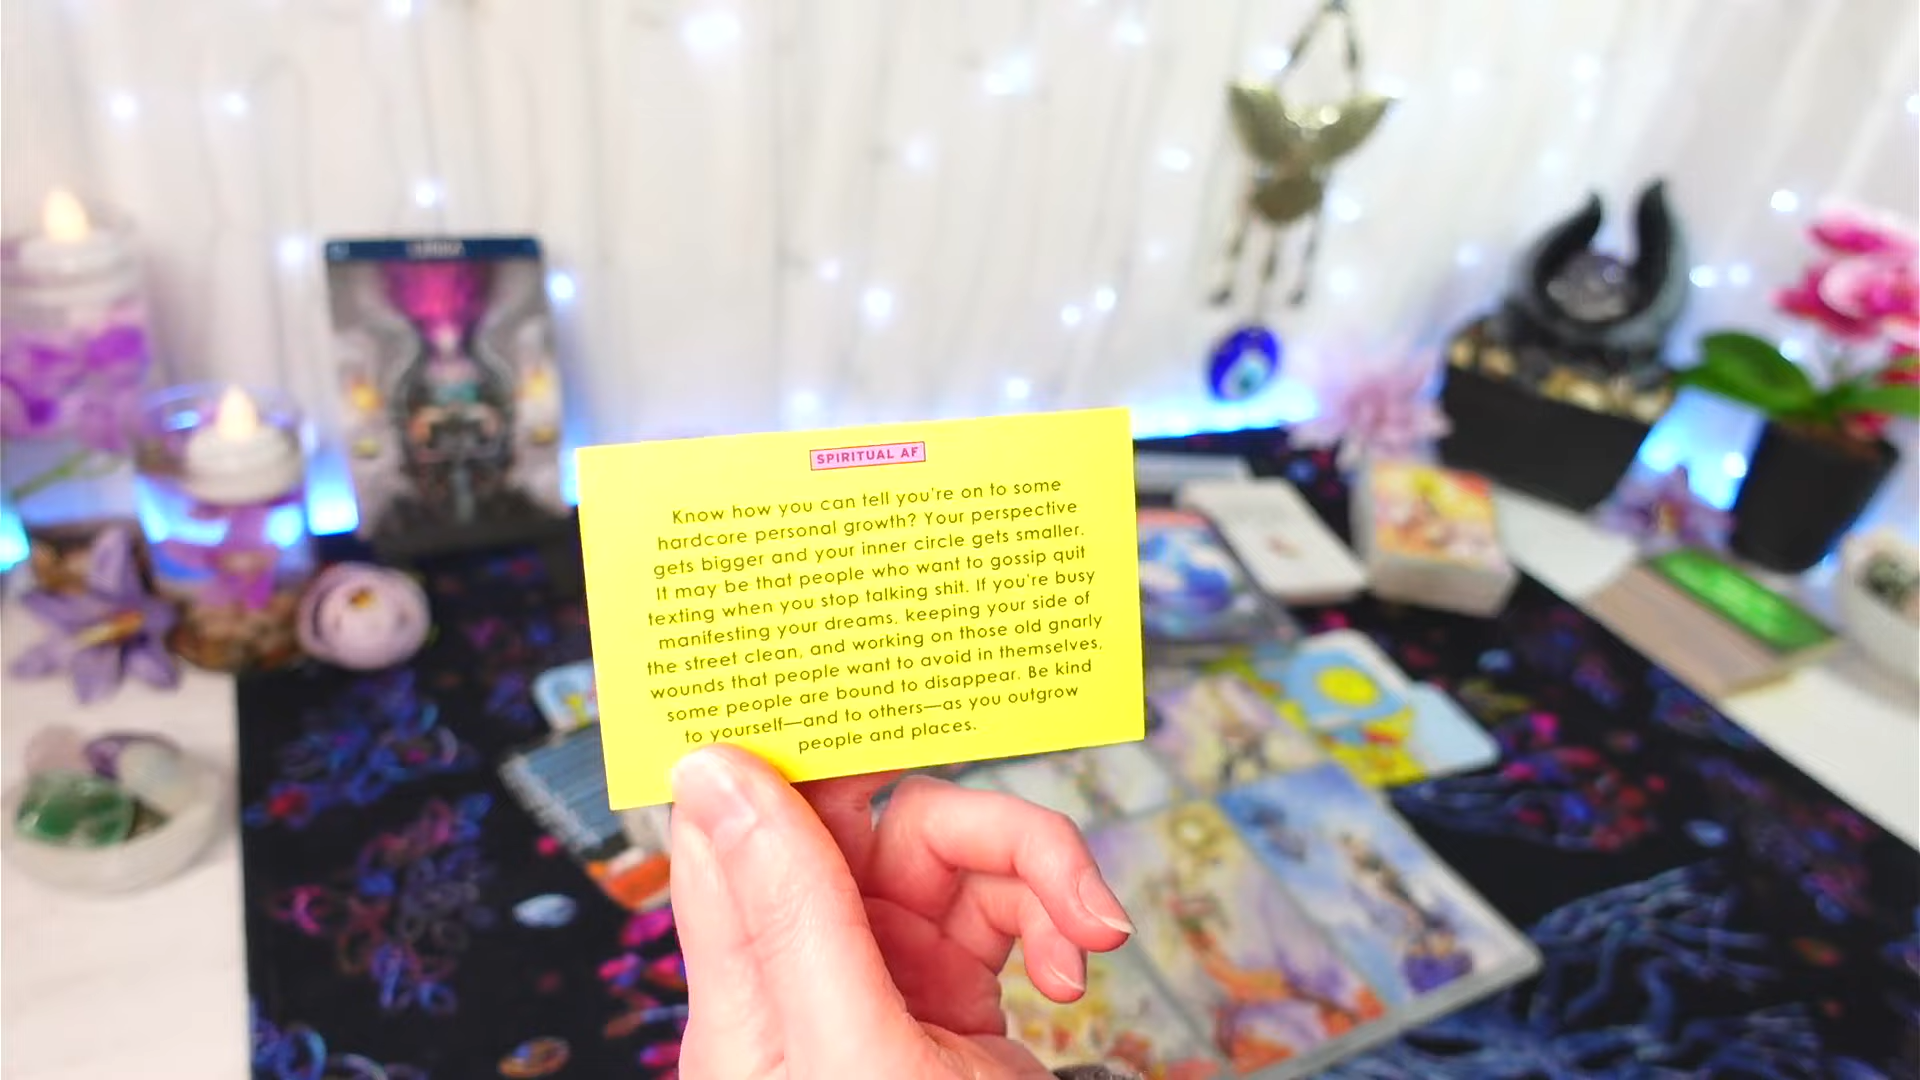 SPIRITUAL AF
Know how you can tell you're on to some
hardcore personal growth? Your perspective
gets bigger and your inner circle gets smaller.
It may be that people who want to gossip quit
texting when you stop talking shit. If you're busy
manifesting your dreams, keeping your side of
the street clean, and working on those old gnarly
wounds that people want to avoid in themselves,
some people are bound to disappear. Be kind
to yourself—and to others—as you outgrow
people and places.